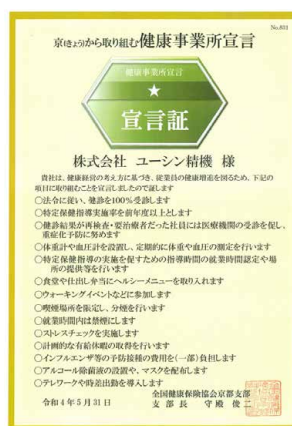 No.831
京(きょう)から取り組む健康事業所宣言
健康事業所宣言
★
宣言証
株式会社 ユーシン精機 様
貴社は、健康経営の考え方に基づき、従業員の健康増進を図るため、下記の
項目に取り組むことを宣言しましたので証します
○法令に従い、健診を100%受診します
○特定保健指導実施率を前年度以上とします
○健診結果が再検査・要治療者だった社員には医療機関の受診を促し、
重症化予防に努めます
○体重計や血圧計を設置し、定期的に体重や血圧の測定を行います
○特定保健指導の実施を促すための指導時間の就業時間認定や場
所の提供等を行います
○食堂や仕出し弁当にヘルシーメニューを取り入れます
○ウォーキングイベントなどに参加します
○喫煙場所を限定し、分煙を行います
○就業時間内は禁煙にします
○ストレスチェックを実施します
○計画的な有給休暇の取得を行います
○インフルエンザ等の予防接種の費用を(一部)負担します
○アルコール除菌液の設置や、マスクを配布します
○テレワークや時差出勤を導入します
令和4年5月31日
全国健康保険協会京都支部
支部長 守殿 俊二